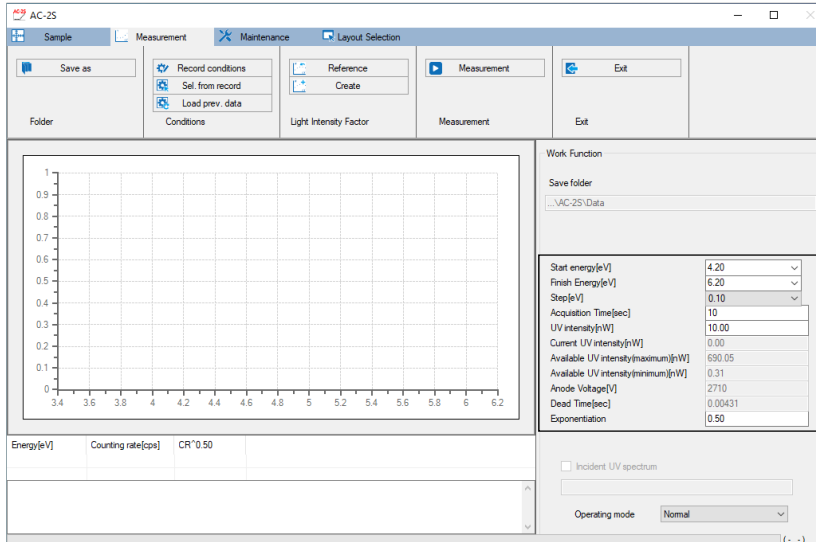 AC-2S
Sample Measurement Maintenance Layout Selection
Save as Record conditions Reference Measurement Exit
Sel. from record Create
Load prev. data
Folder Conditions Light Intensity Factor Measurement Exit
Work Function
Save folder
...\AC-2S\Data
1
0.9
0.8
0.7
0.6
0.5
0.4
0.3
0.2
0.1
0
3.4 3.6 3.8 4 4.2 4.4 4.6 4.8 5 5.2 5.4 5.6 5.8 6 6.2
Start energy[eV] 4.20
Finish Energy[eV] 6.20
Step[eV] 0.10
Acquisition Time[sec] 10
UV intensity[nW] 10.00
Current UV intensity[nW] 0.00
Available UV intensity(maximum)[nW] 690.05
Available UV intensity(minimum)[nW] 0.31
Anode Voltage[V] 2710
Dead Time[sec] 0.00431
Exponentiation 0.50
Energy[eV] Counting rate[cps] CR^0.50
Incident UV spectrum
Operating mode Normal
(-_-)